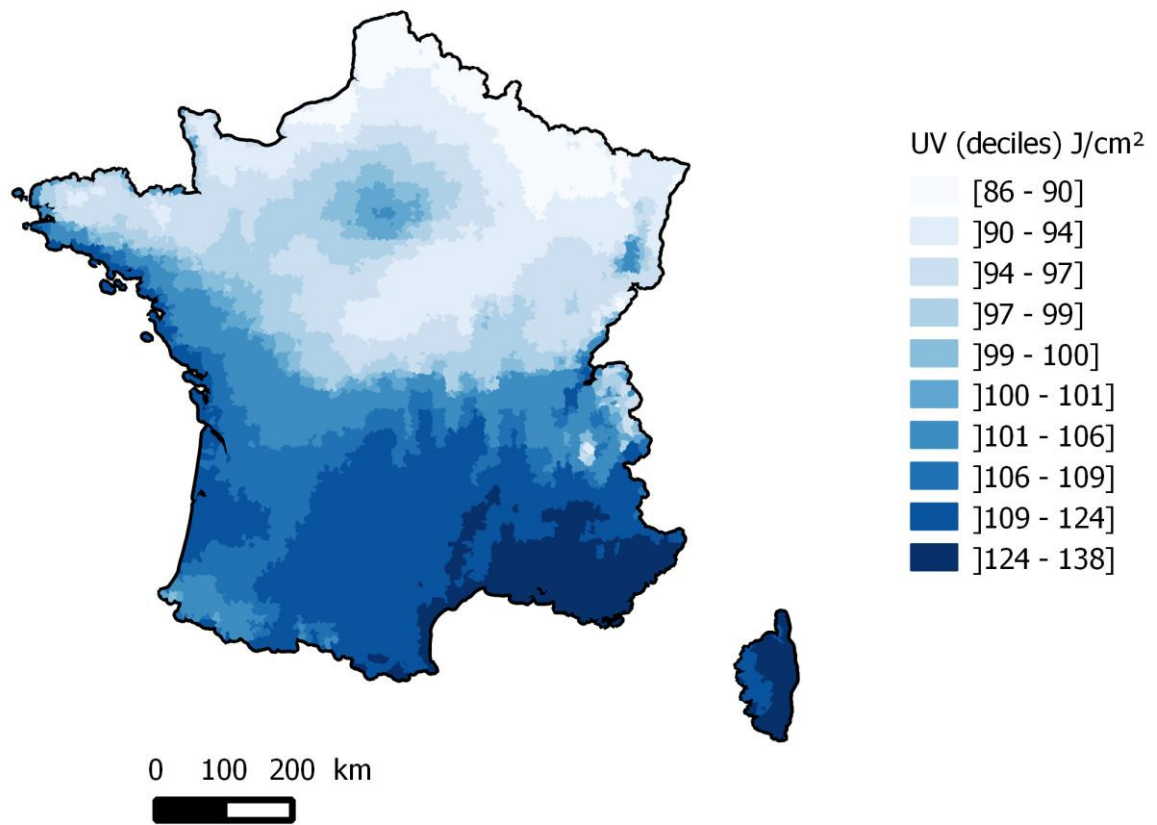 UV (deciles) J/cm²
[86 - 90]
]90 - 94]
]94 - 97]
]97 - 99]
]99 - 100]
]100 - 101]
]101 - 106]
]106 - 109]
]109 - 124]
]124 - 138]
0 100 200 km